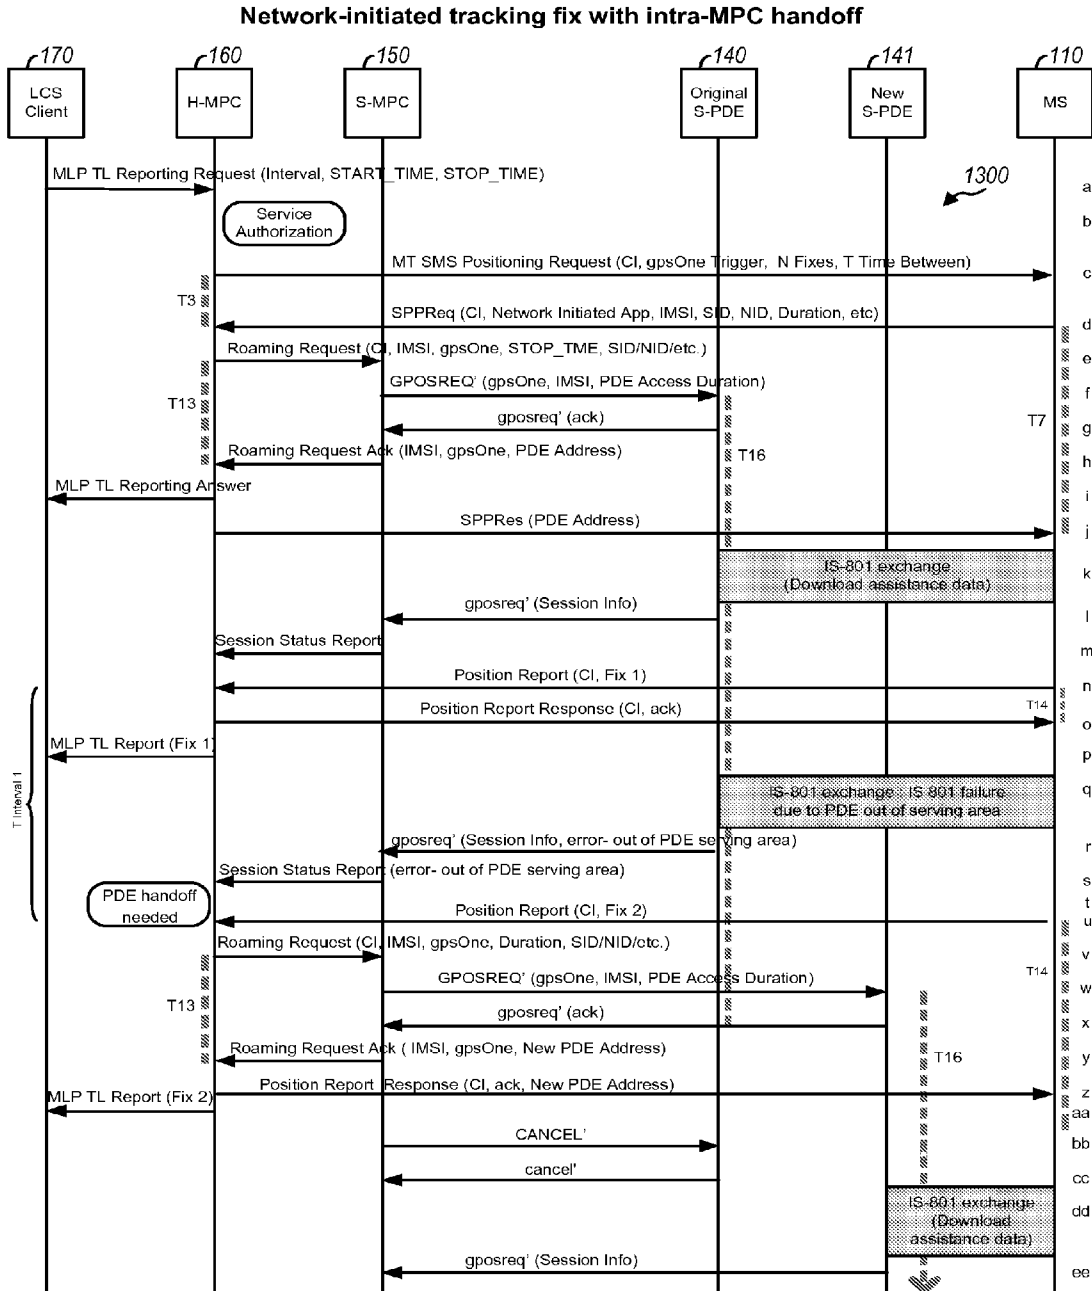 Network-initiated tracking fix with intra-MPC handoff
170
160
150
140
141
110
LCS
Client
H-MPC
S-MPC
Original
S-PDE
New
S-PDE
MS
MLP TL Reporting Request (Interval, START_TIME, STOP_TIME)
1300
a
Service
Authorization
b
MT SMS Positioning Request (CI, gpsOne Trigger, N Fixes, T Time Between)
c
T3
SPPReq (CI, Network Initiated App, IMSI, SID, NID, Duration, etc)
d
Roaming Request (CI, IMSI, gpsOne, STOP_TME, SID/NID/etc.)
e
GPOSREQ' (gpsOne, IMSI, PDE Access Duration)
f
T13
gposreq' (ack)
T7
g
Roaming Request Ack (IMSI, gpsOne, PDE Address)
T16
h
MLP TL Reporting Answer
i
SPPRes (PDE Address)
j
IS-801 exchange
(Download assistance data)
k
gposreq' (Session Info)
l
Session Status Report
m
Position Report (CI, Fix 1)
n
Position Report Response (CI, ack)
T14
o
MLP TL Report (Fix 1)
p
T Interval 1
IS-801 exchange : IS 801 failure
due to PDE out of serving area
q
gposreq' (Session Info, error- out of PDE serving area)
r
Session Status Report (error- out of PDE serving area)
s
PDE handoff
needed
t
Position Report (CI, Fix 2)
u
Roaming Request (CI, IMSI, gpsOne, Duration, SID/NID/etc.)
v
GPOSREQ' (gpsOne, IMSI, PDE Access Duration)
T14
w
T13
gposreq' (ack)
x
Roaming Request Ack ( IMSI, gpsOne, New PDE Address)
T16
y
Position Report Response (CI, ack, New PDE Address)
z
MLP TL Report (Fix 2)
aa
CANCEL'
bb
cancel'
cc
IS-801 exchange
(Download
assistance data)
dd
gposreq' (Session Info)
ee